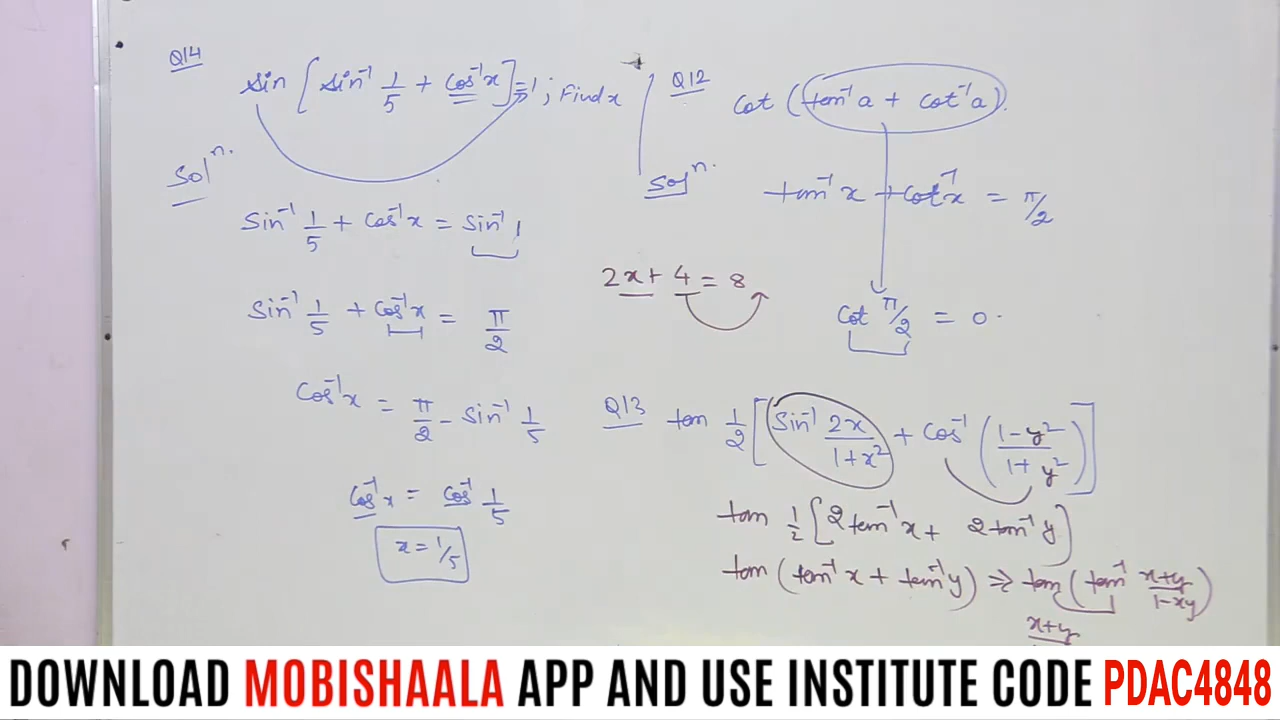 Q14
sin [ sin⁻¹ 1/5 + cos⁻¹x ] = 1 ; Find x
Solⁿ.
Sin⁻¹ 1/5 + Cos⁻¹x = Sin⁻¹ 1
Sin⁻¹ 1/5 + Cos⁻¹x = π/2
Cos⁻¹x = π/2 - Sin⁻¹ 1/5
Cos⁻¹x = Cos⁻¹ 1/5
x = 1/5
Q12
Cot (tan⁻¹a + cot⁻¹a).
Solⁿ.
tan⁻¹x + cot⁻¹x = π/2
2x + 4 = 8
Cot π/2 = 0.
Q13 tan 1/2 [ Sin⁻¹ 2x/1+x² + Cos⁻¹ (1-y²/1+y²) ]
tan 1/2 [ 2tan⁻¹x + 2tan⁻¹y ]
tan (tan⁻¹x + tan⁻¹y) ⇒ tan (tan⁻¹ x+y/1-xy)
x+y
DOWNLOAD MOBISHAALA APP AND USE INSTITUTE CODE PDAC4848